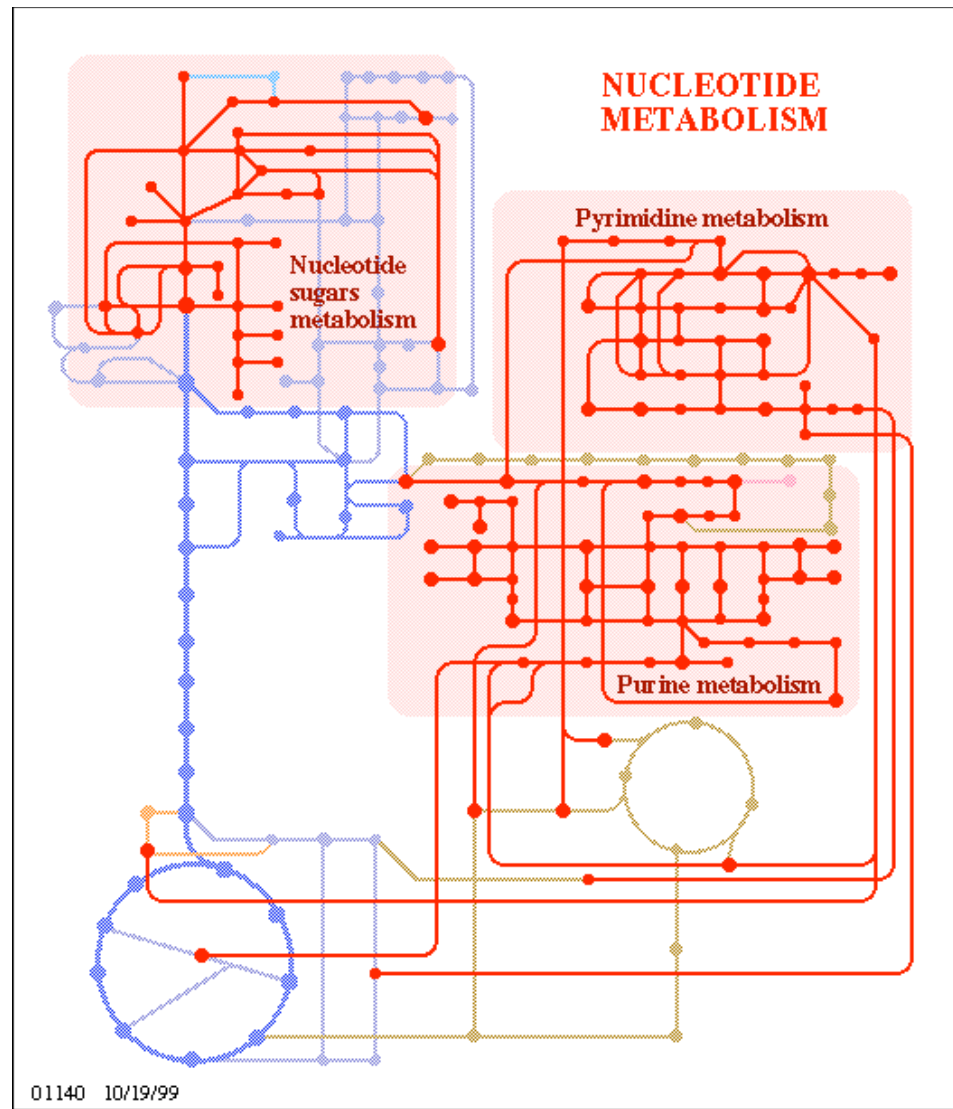 NUCLEOTIDE
METABOLISM
Pyrimidine metabolism
Nucleotide
sugars
metabolism
Purine metabolism
01140 10/19/99